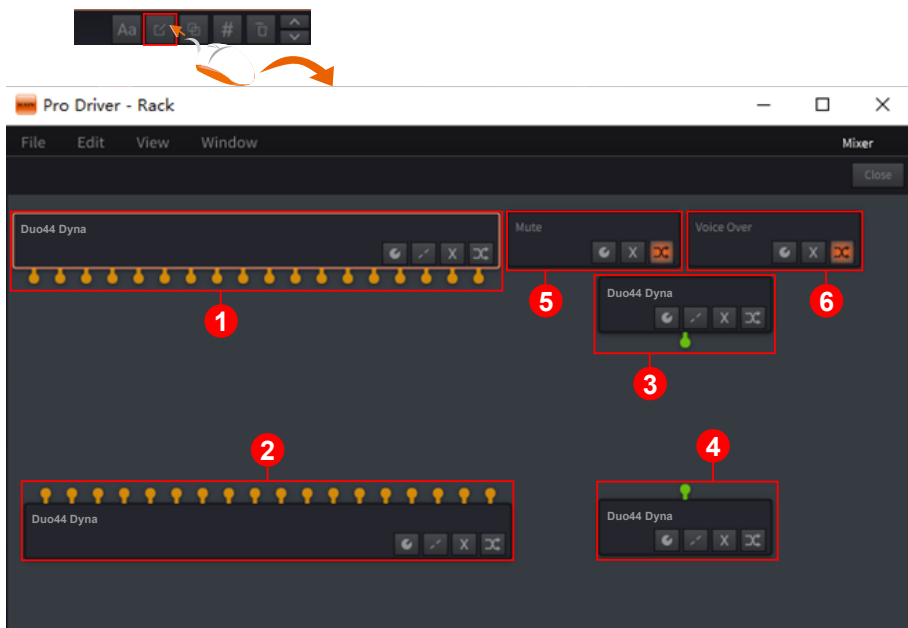 Aa #
Pro Driver - Rack
File Edit View Window
Mixer
Close
Duo44 Dyna
X
Mute
X
Voice Over
X
1
5
6
Duo44 Dyna
X
3
2
4
Duo44 Dyna
X
Duo44 Dyna
X